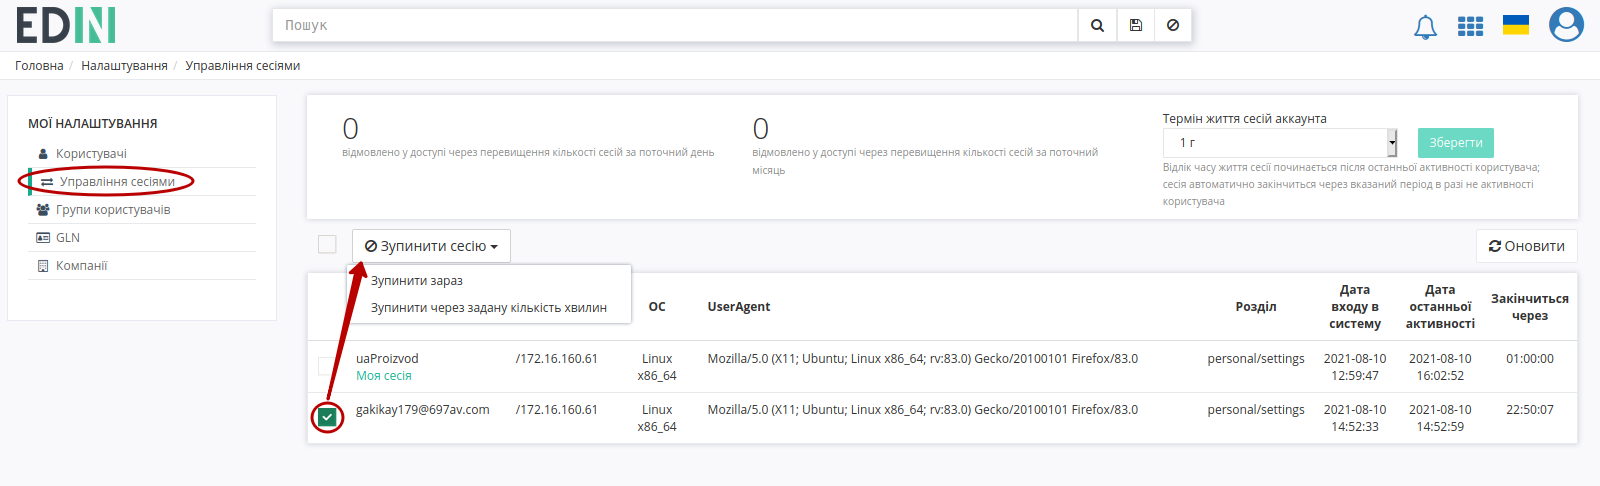 EDIN
Пошук
Головна / Налаштування / Управління сесіями
МОЇ НАЛАШТУВАННЯ
Користувачі
Управління сесіями
Групи користувачів
GLN
Компанії
0
відмовлено у доступі через перевищення кількості сесій за поточний день
0
відмовлено у доступі через перевищення кількості сесій за поточний
місяць
Термін життя сесій аккаунта
1 г
Зберегти
Відлік часу життя сесії починається після останньої активності користувача;
сесія автоматично закінчиться через вказаний період в разі не активності
користувача
Зупинити сесію
Оновити
Зупинити зараз
Зупинити через задану кількість хвилин
ОС
UserAgent
Розділ
Дата
входу в
систему
Дата
останньої
активності
Закінчиться
через
uaProizvod
Моя сесія
/172.16.160.61
Linux
x86_64
Mozilla/5.0 (X11; Ubuntu; Linux x86_64; rv:83.0) Gecko/20100101 Firefox/83.0
personal/settings
2021-08-10
12:59:47
2021-08-10
16:02:52
01:00:00
gakikay179@697av.com
/172.16.160.61
Linux
x86_64
Mozilla/5.0 (X11; Ubuntu; Linux x86_64; rv:83.0) Gecko/20100101 Firefox/83.0
personal/settings
2021-08-10
14:52:33
2021-08-10
14:52:59
22:50:07